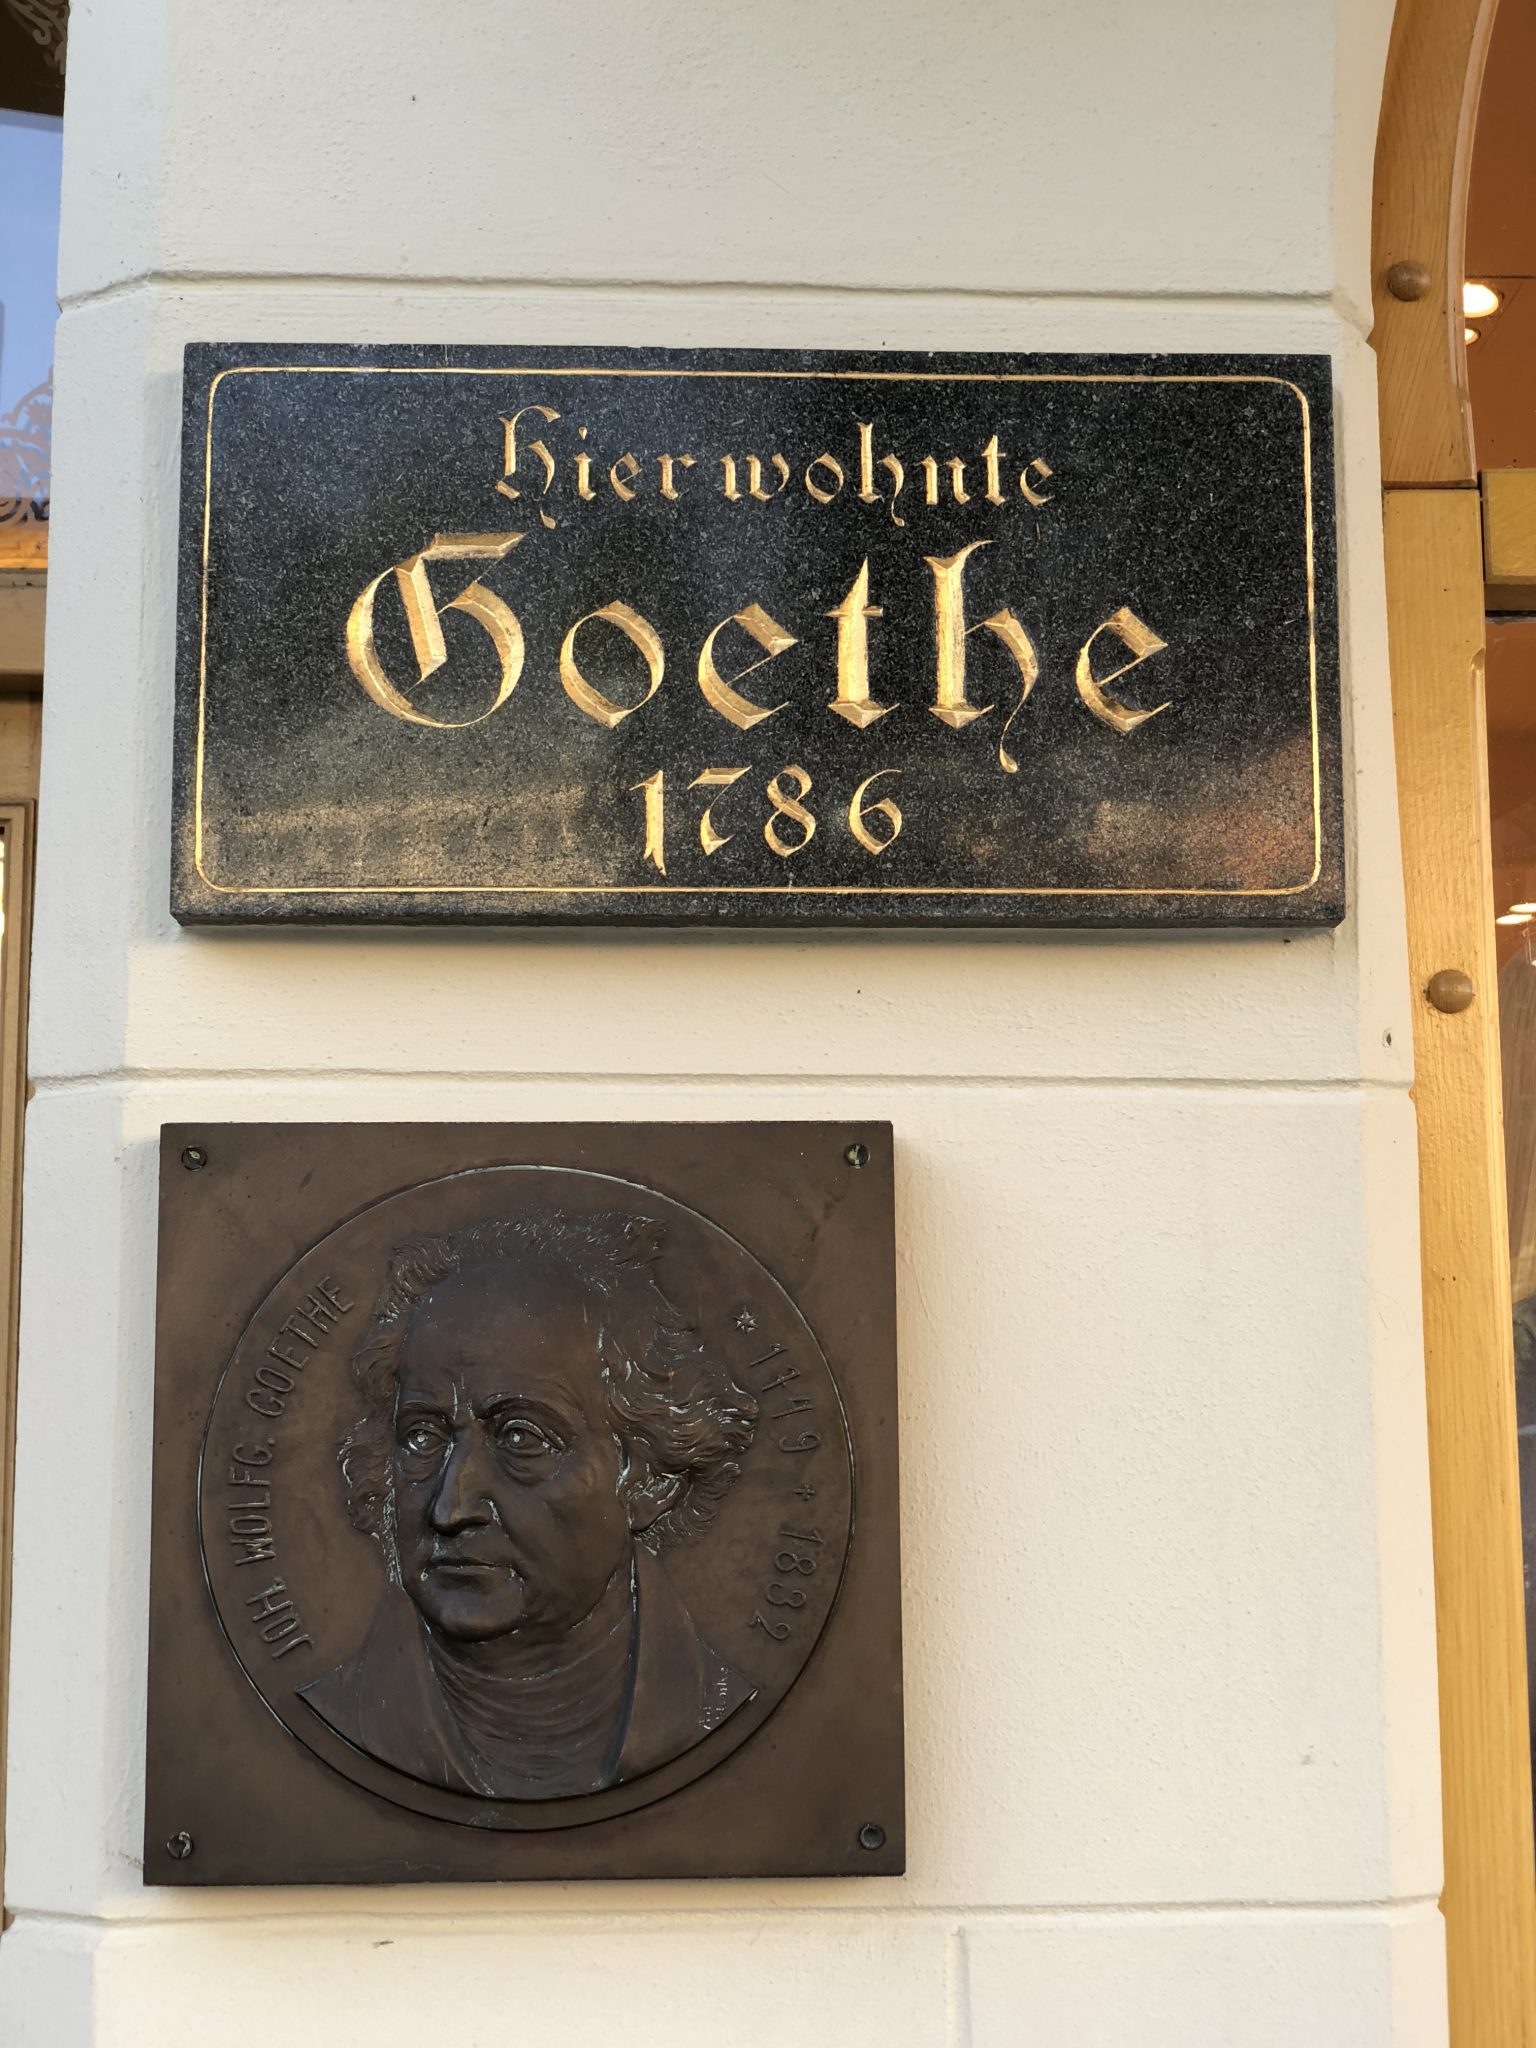 Hier wohnte
Goethe
1786
JOH. WOLFG. GOETHE
* 1749 * 1832